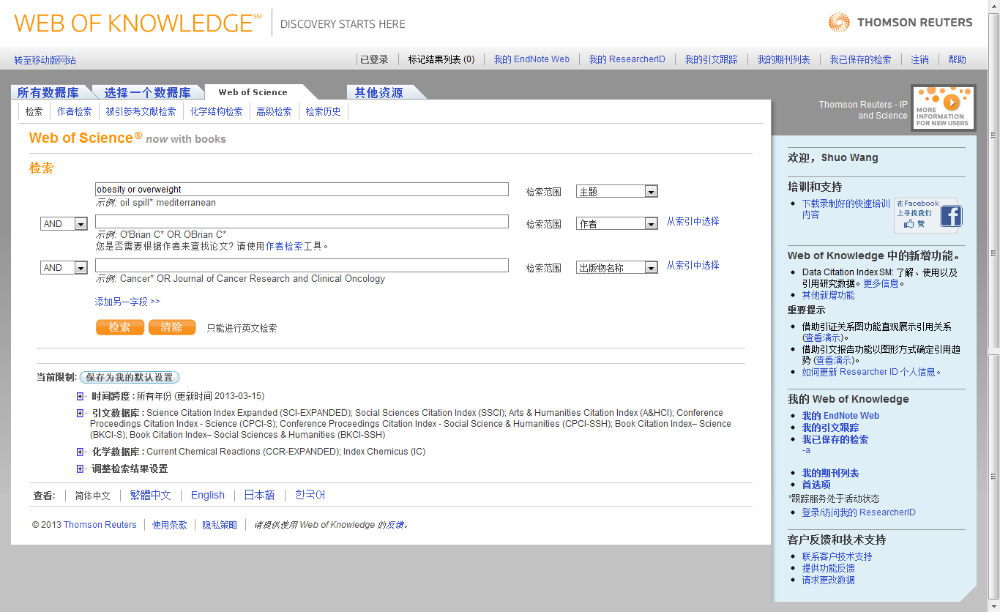 WEB OF KNOWLEDGE℠ DISCOVERY STARTS HERE
THOMSON REUTERS
转至移动版网站
已登录 标记结果列表 (0) 我的 EndNote Web 我的 ResearcherID 我的引文跟踪 我的期刊列表 我已保存的检索 注销 帮助
所有数据库 选择一个数据库 Web of Science 其他资源
检索 作者检索 被引参考文献检索 化学结构检索 高级检索 检索历史
Web of Science® now with books
检索
obesity or overweight 检索范围 主题
示例: oil spill* mediterranean
AND 检索范围 作者 从索引中选择
示例: O'Brian C* OR OBrian C*
您是否需要根据作者来查找论文? 请使用作者检索工具。
AND 检索范围 出版物名称 从索引中选择
示例: Cancer* OR Journal of Cancer Research and Clinical Oncology
添加另一字段 >>
检索 清除 只能进行英文检索
当前限制: 保存为我的默认设置
时间跨度 : 所有年份 (更新时间 2013-03-15)
引文数据库 : Science Citation Index Expanded (SCI-EXPANDED); Social Sciences Citation Index (SSCI); Arts & Humanities Citation Index (A&HCI); Conference
Proceedings Citation Index - Science (CPCI-S); Conference Proceedings Citation Index - Social Science & Humanities (CPCI-SSH); Book Citation Index– Science
(BKCI-S); Book Citation Index– Social Sciences & Humanities (BKCI-SSH)
化学数据库 : Current Chemical Reactions (CCR-EXPANDED); Index Chemicus (IC)
调整检索结果设置
查看: 简体中文 繁體中文 English 日本語 한국어
© 2013 Thomson Reuters 使用条款 隐私策略 请提供使用 Web of Knowledge 的反馈。
Thomson Reuters - IP
and Science
MORE
INFORMATION
FOR NEW USERS
欢迎，Shuo Wang
培训和支持
下载录制好的快速培训
内容
在Facebook
上寻找我们
赞
Web of Knowledge 中的新增功能。
Data Citation Index SM: 了解、使用以及
引用研究数据。更多信息。
其他新增功能
重要提示
借助引证关系图功能直观展示引用关系
(查看演示)。
借助引文报告功能以图形方式确定引用趋
势 (查看演示)。
如何更新 Researcher ID 个人信息。
我的 Web of Knowledge
我的 EndNote Web
我的引文跟踪
我已保存的检索
-a
我的期刊列表
首选项
*跟踪服务处于活动状态
登录/访问我的 ResearcherID
客户反馈和技术支持
联系客户技术支持
提供功能反馈
请求更改数据